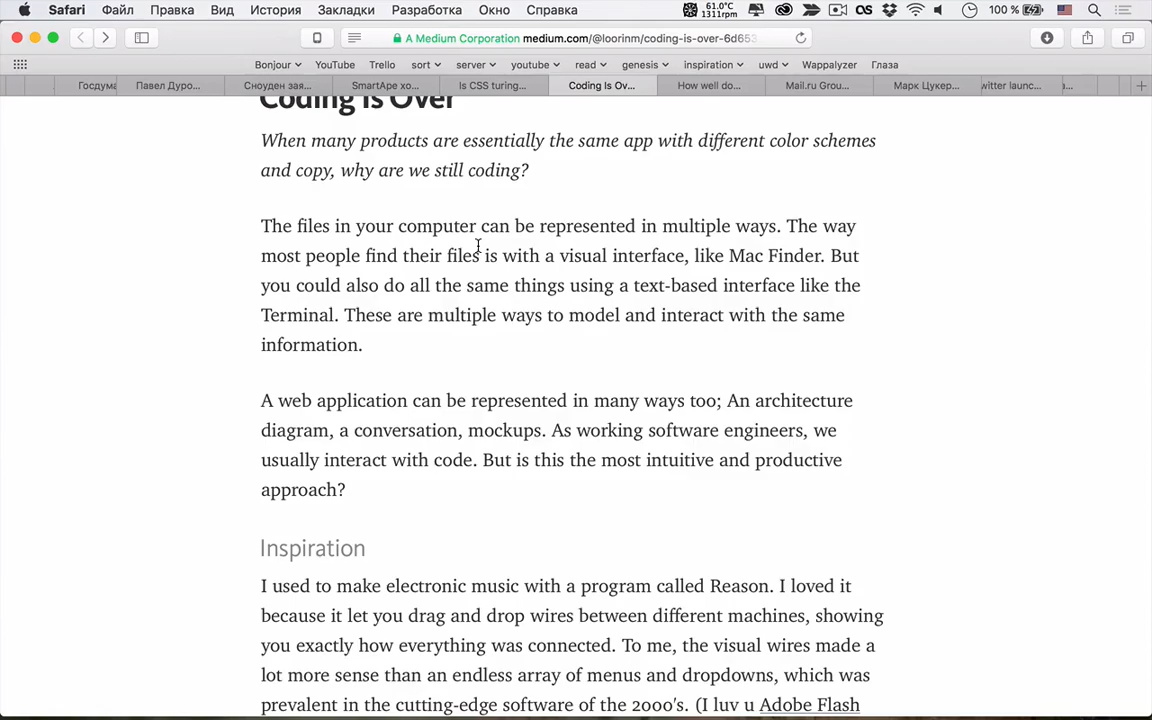 Safari Файл Правка Вид История Закладки Разработка Окно Справка 61.0°C 1311rpm 100 %
A Medium Corporation medium.com/@loorinm/coding-is-over-6d653
Bonjour YouTube Trello sort server youtube read genesis inspiration uwd Wappalyzer Глаза
Госдума Павел Дуро... Сноуден зая... SmartApe хо... Is CSS turing... Coding Is Ov... How well do... Mail.ru Grou... Марк Цукер... witter launc...
Coding Is Over
When many products are essentially the same app with different color schemes
and copy, why are we still coding?
The files in your computer can be represented in multiple ways. The way
most people find their files is with a visual interface, like Mac Finder. But
you could also do all the same things using a text-based interface like the
Terminal. These are multiple ways to model and interact with the same
information.
A web application can be represented in many ways too; An architecture
diagram, a conversation, mockups. As working software engineers, we
usually interact with code. But is this the most intuitive and productive
approach?
Inspiration
I used to make electronic music with a program called Reason. I loved it
because it let you drag and drop wires between different machines, showing
you exactly how everything was connected. To me, the visual wires made a
lot more sense than an endless array of menus and dropdowns, which was
prevalent in the cutting-edge software of the 2000's. (I luv u Adobe Flash